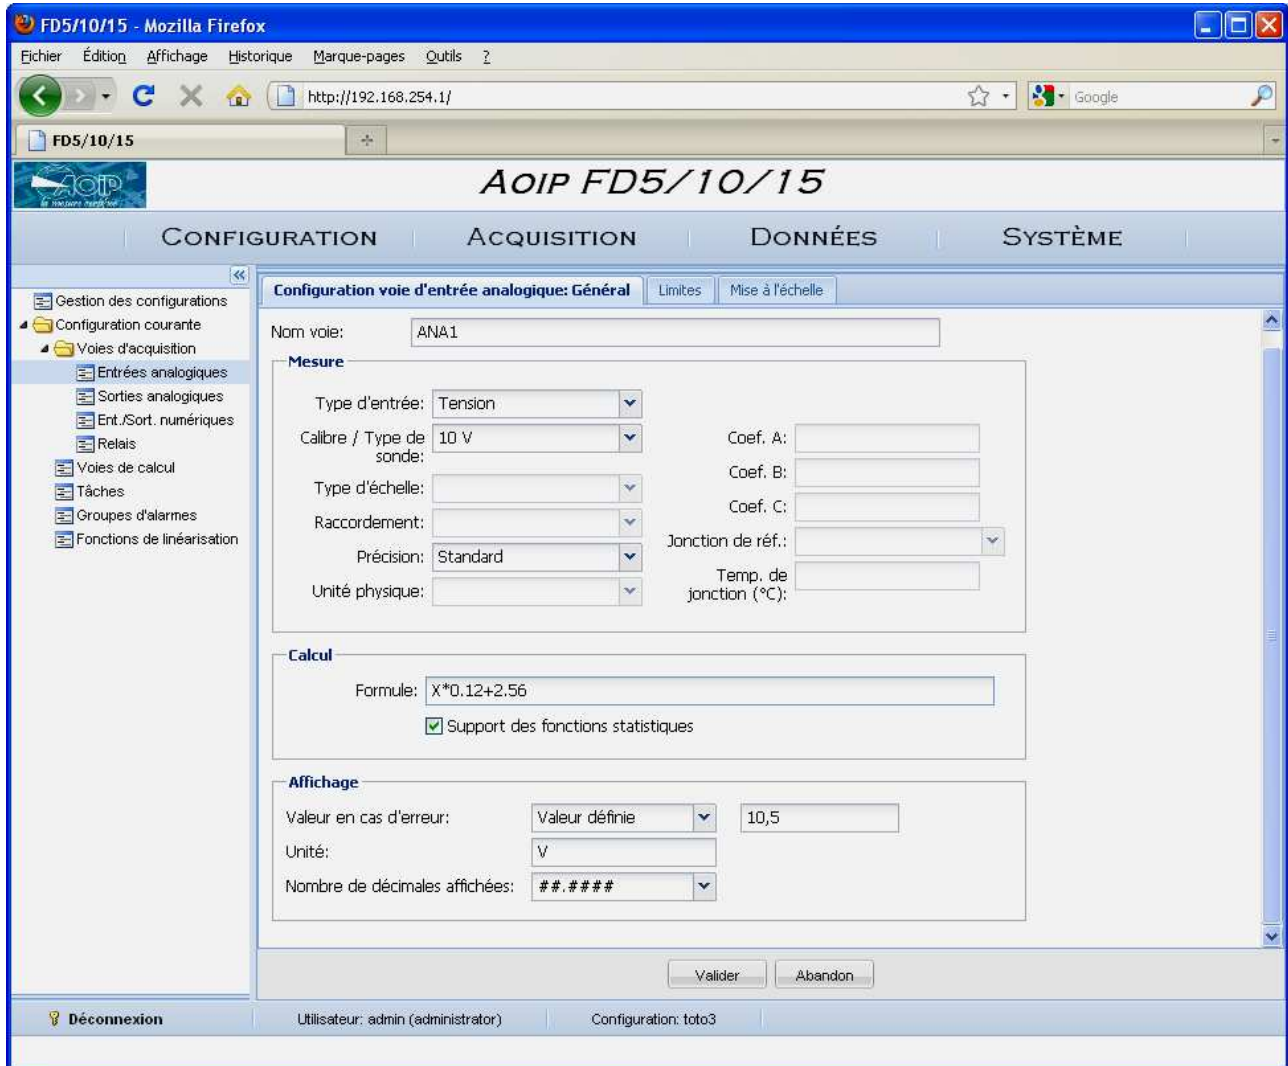 FD5/10/15 - Mozilla Firefox
Fichier Édition Affichage Historique Marque-pages Outils ?
http://192.168.254.1/
Google
FD5/10/15
AOIP
AOIP FD5/10/15
CONFIGURATION ACQUISITION DONNÉES SYSTÈME
Gestion des configurations
Configuration courante
Voies d'acquisition
Entrées analogiques
Sorties analogiques
Ent./Sort. numériques
Relais
Voies de calcul
Tâches
Groupes d'alarmes
Fonctions de linéarisation
Configuration voie d'entrée analogique: Général Limites Mise à l'échelle
Nom voie: ANA1
Mesure
Type d'entrée: Tension
Calibre / Type de sonde: 10 V
Type d'échelle:
Raccordement:
Précision: Standard
Unité physique:
Coef. A:
Coef. B:
Coef. C:
Jonction de réf.:
Temp. de jonction (°C):
Calcul
Formule: X*0.12+2.56
Support des fonctions statistiques
Affichage
Valeur en cas d'erreur: Valeur définie 10,5
Unité: V
Nombre de décimales affichées: ##.####
Valider Abandon
Déconnexion Utilisateur: admin (administrator) Configuration: toto3